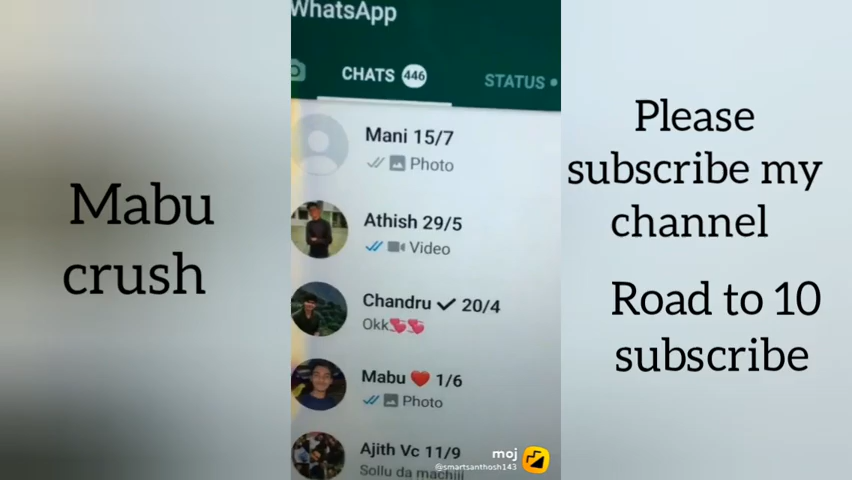 Mabu
crush
WhatsApp
CHATS 446 STATUS
Mani 15/7
Photo
Athish 29/5
Video
Chandru ✔ 20/4
Okk💞💞
Mabu ❤️ 1/6
Photo
Ajith Vc 11/9
Sollu da machiii
moj
@smartsanthosh143
Please
subscribe my
channel
Road to 10
subscribe